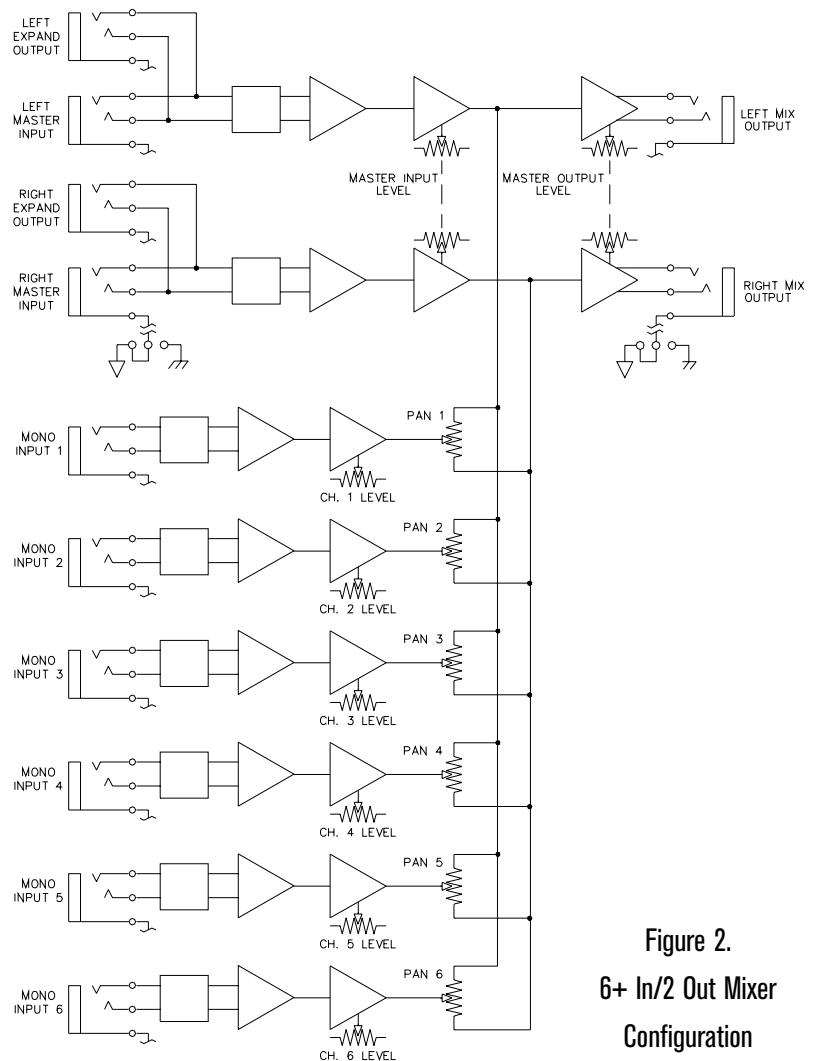 LEFT
EXPAND
OUTPUT
LEFT
MASTER
INPUT
LEFT MIX
OUTPUT
MASTER INPUT
LEVEL
MASTER OUTPUT
LEVEL
RIGHT
EXPAND
OUTPUT
RIGHT
MASTER
INPUT
RIGHT MIX
OUTPUT
MONO
INPUT 1
PAN 1
CH. 1 LEVEL
MONO
INPUT 2
PAN 2
CH. 2 LEVEL
MONO
INPUT 3
PAN 3
CH. 3 LEVEL
MONO
INPUT 4
PAN 4
CH. 4 LEVEL
MONO
INPUT 5
PAN 5
CH. 5 LEVEL
MONO
INPUT 6
PAN 6
CH. 6 LEVEL
Figure 2.
6+ In/2 Out Mixer
Configuration